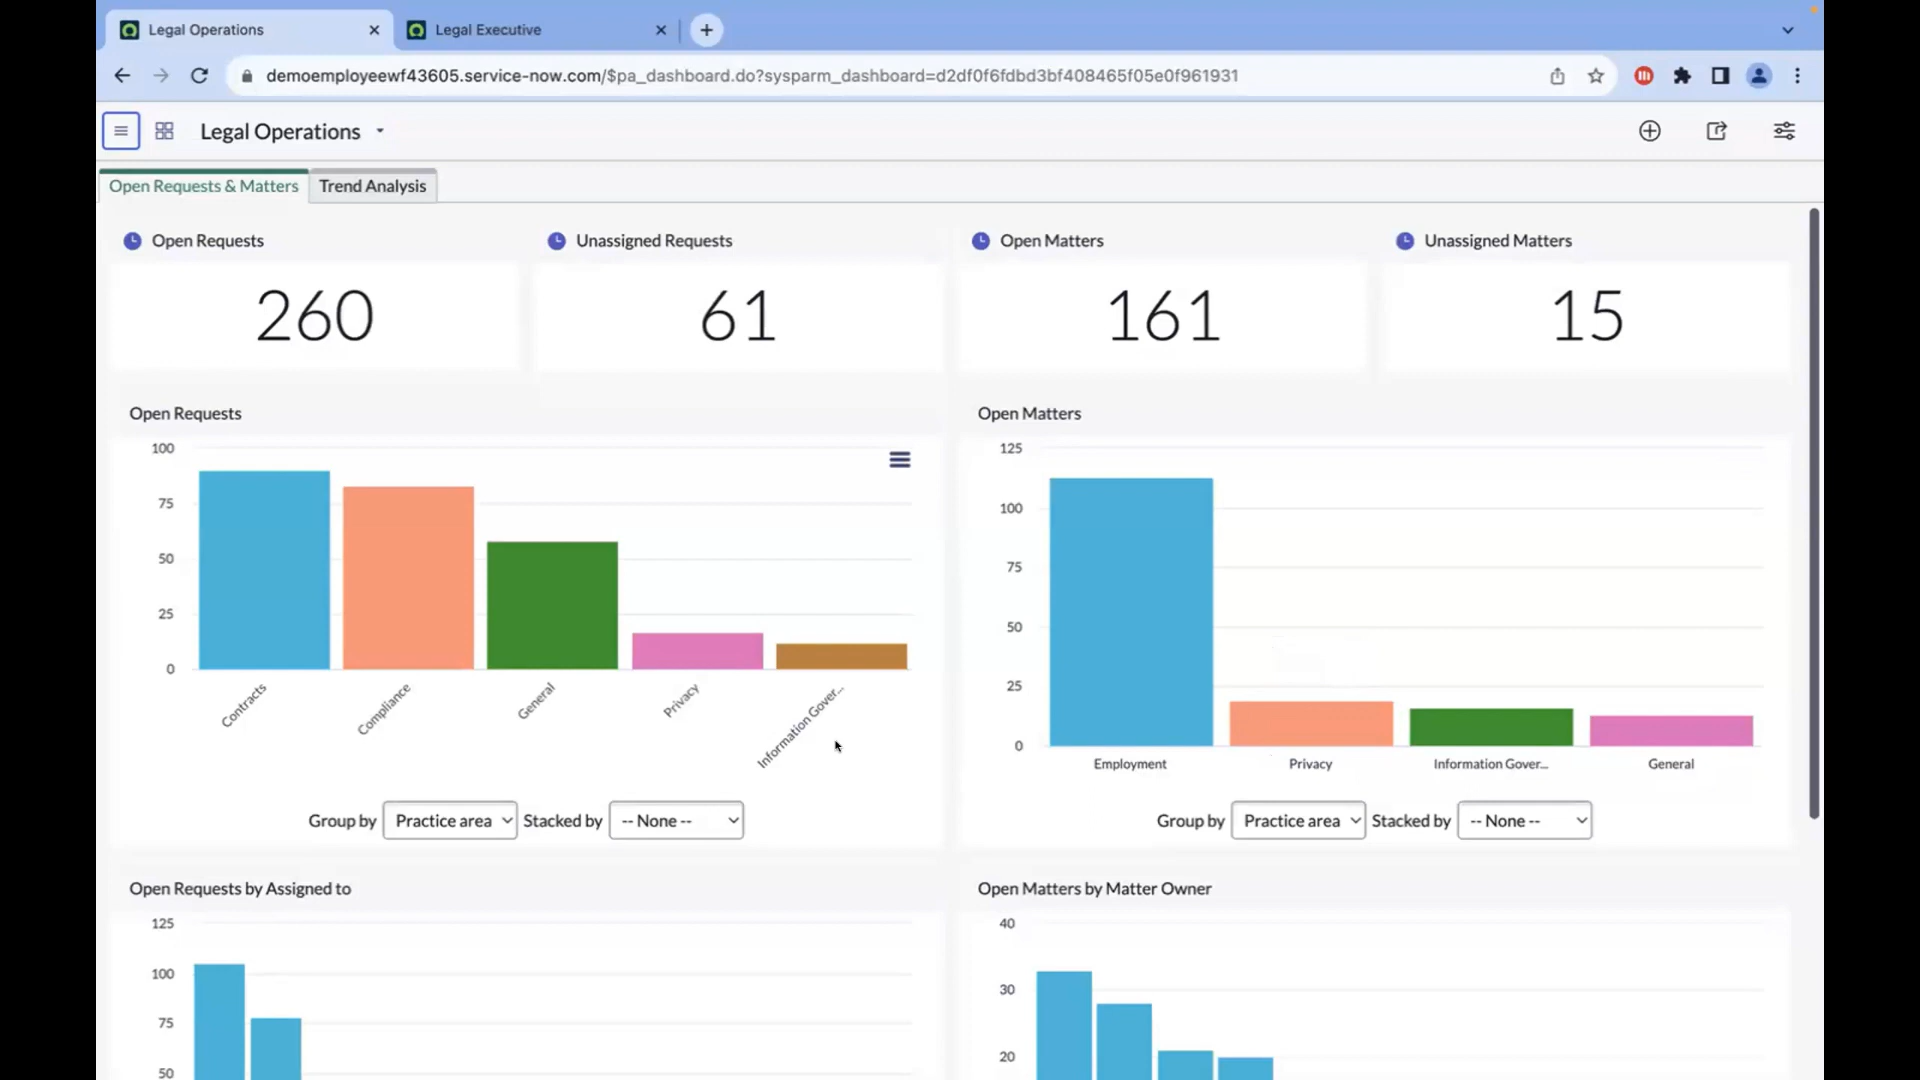 Legal Operations
Legal Executive
demoemployeewf43605.service-now.com/$pa_dashboard.do?sysparm_dashboard=d2df0f6fdbd3bf408465f05e0f961931
Legal Operations
Open Requests & Matters
Trend Analysis
Open Requests
Unassigned Requests
Open Matters
Unassigned Matters
260
61
161
15
Open Requests
100
75
50
25
0
Contracts
Compliance
General
Privacy
Information Gover...
Group by Practice area Stacked by -- None --
Open Matters
125
100
75
50
25
0
Employment
Privacy
Information Gover...
General
Group by Practice area Stacked by -- None --
Open Requests by Assigned to
125
100
75
50
Open Matters by Matter Owner
40
30
20